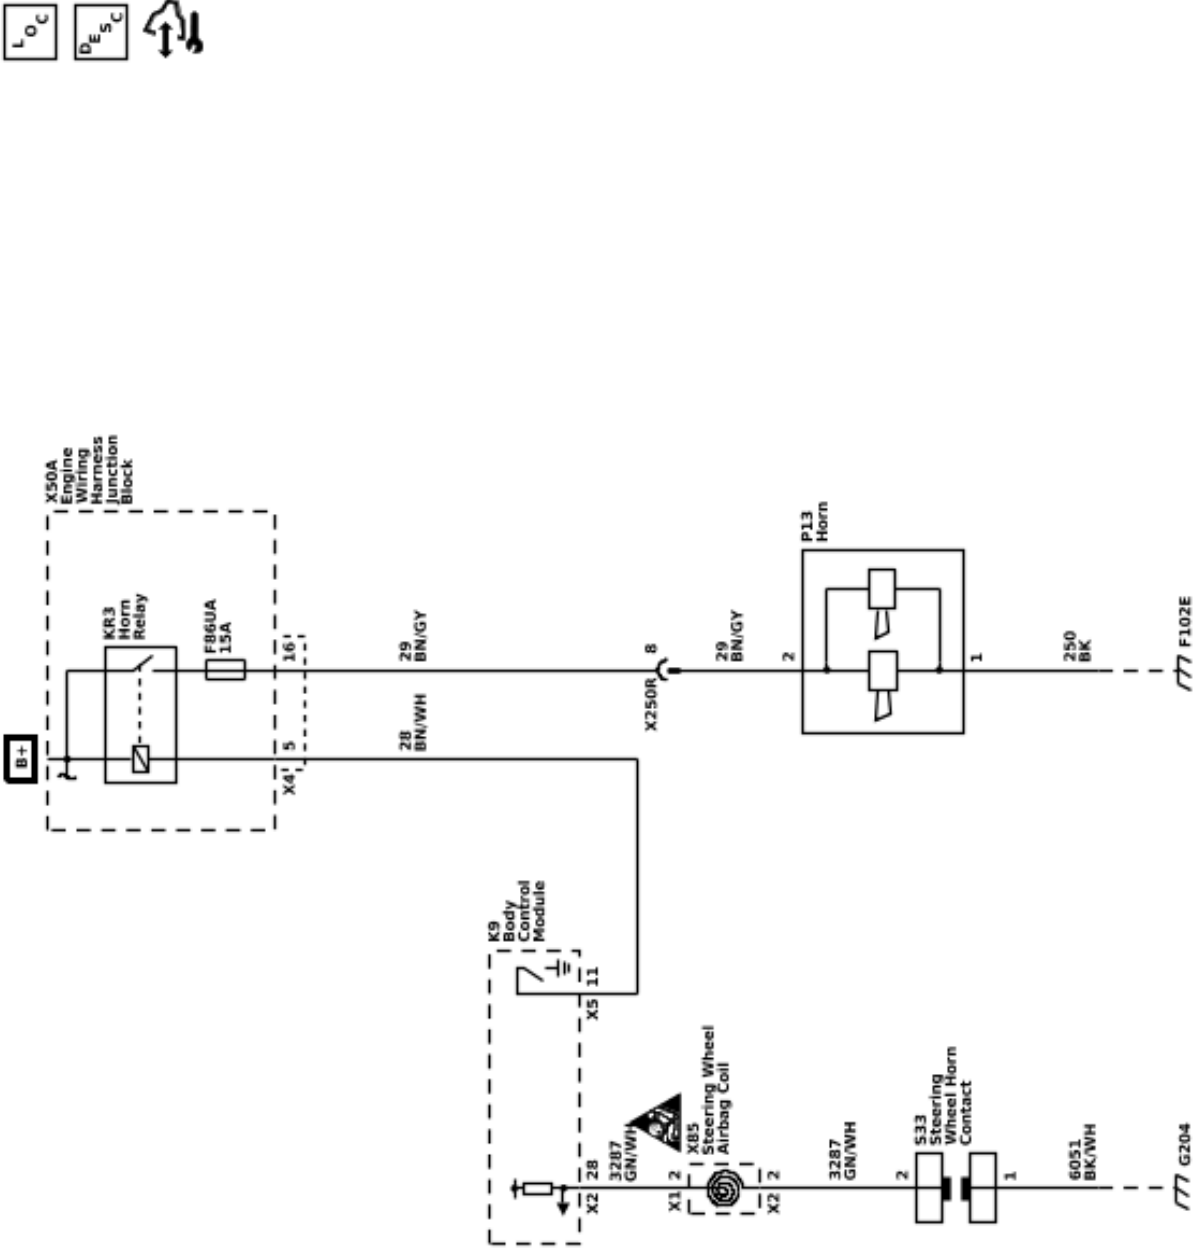 LOC
DESC
B+
X50A
Engine
Wiring
Harness
Junction
Block
KR3
Horn
Relay
F86UA
15A
X4
5
16
28
BN/WH
29
BN/GY
X250R
8
29
BN/GY
P13
Horn
2
1
250
BK
F102E
K9
Body
Control
Module
X5
11
X2
28
3287
GN/WH
X85
Steering Wheel
Airbag Coil
X1
2
X2
2
3287
GN/WH
S33
Steering
Wheel Horn
Contact
2
1
6051
BK/WH
G204